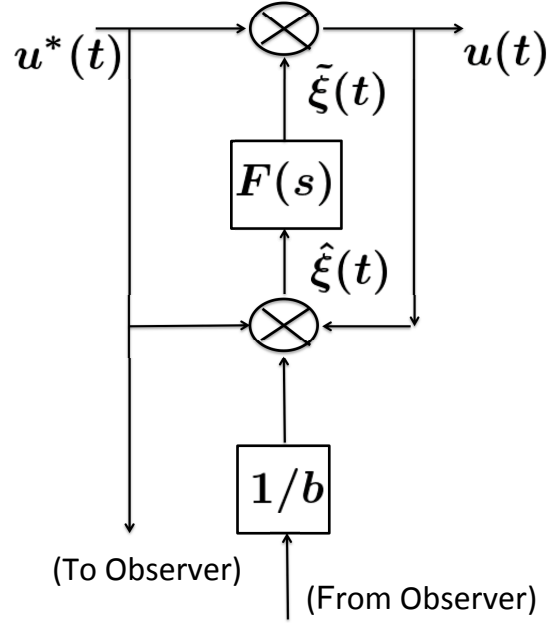 u*(t)
u(t)
ξ̃(t)
F(s)
ξ̂(t)
1/b
(To Observer)
(From Observer)